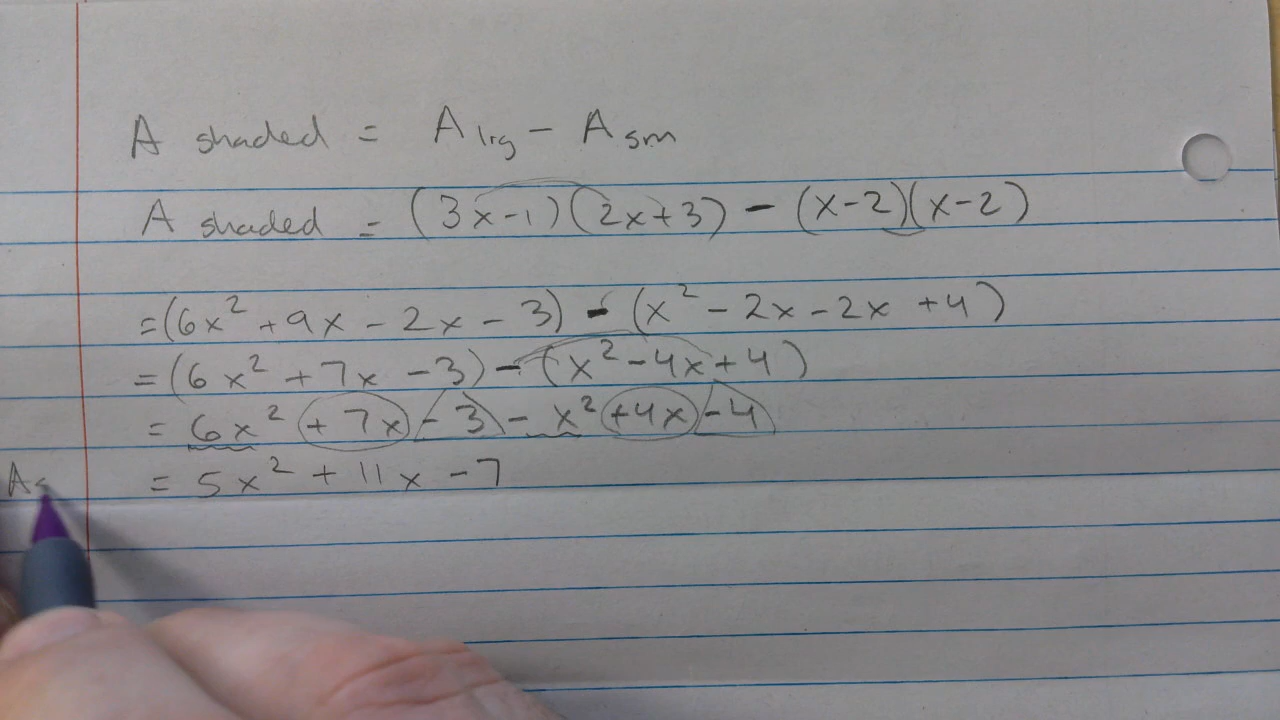 A shaded = A lrg - A sm
A shaded = (3x-1)(2x+3) - (x-2)(x-2)
=(6x² +9x - 2x - 3) - (x² - 2x - 2x +4)
= (6x² + 7x - 3) - (x² - 4x + 4)
= 6x² + 7x - 3 - x² + 4x - 4
As = 5x² + 11x - 7